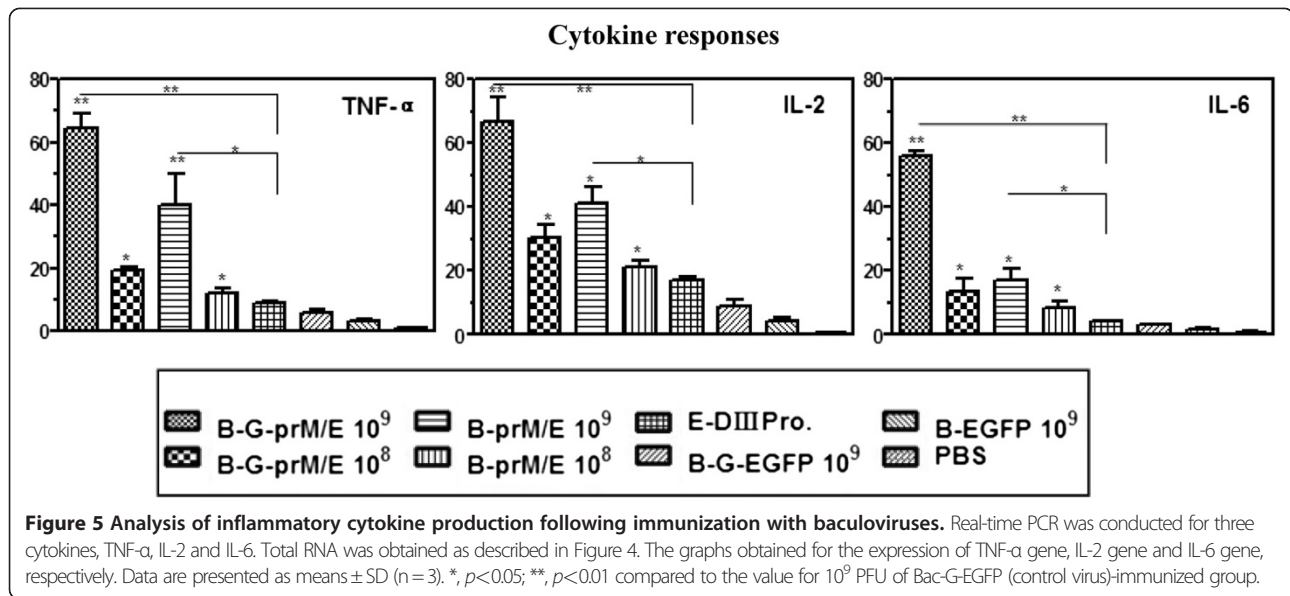 Cytokine responses
TNF-α
80
60
40
20
0
**
*
**
*
**
*
IL-2
80
60
40
20
0
**
*
*
*
**
*
IL-6
80
60
40
20
0
**
*
*
*
**
*
B-G-prM/E 10⁹
B-prM/E 10⁹
E-DIII Pro.
B-EGFP 10⁹
B-G-prM/E 10⁸
B-prM/E 10⁸
B-G-EGFP 10⁹
PBS
Figure 5 Analysis of inflammatory cytokine production following immunization with baculoviruses. Real-time PCR was conducted for three
cytokines, TNF-α, IL-2 and IL-6. Total RNA was obtained as described in Figure 4. The graphs obtained for the expression of TNF-α gene, IL-2 gene and IL-6 gene,
respectively. Data are presented as means ± SD (n = 3). *, p<0.05; **, p<0.01 compared to the value for 10⁹ PFU of Bac-G-EGFP (control virus)-immunized group.